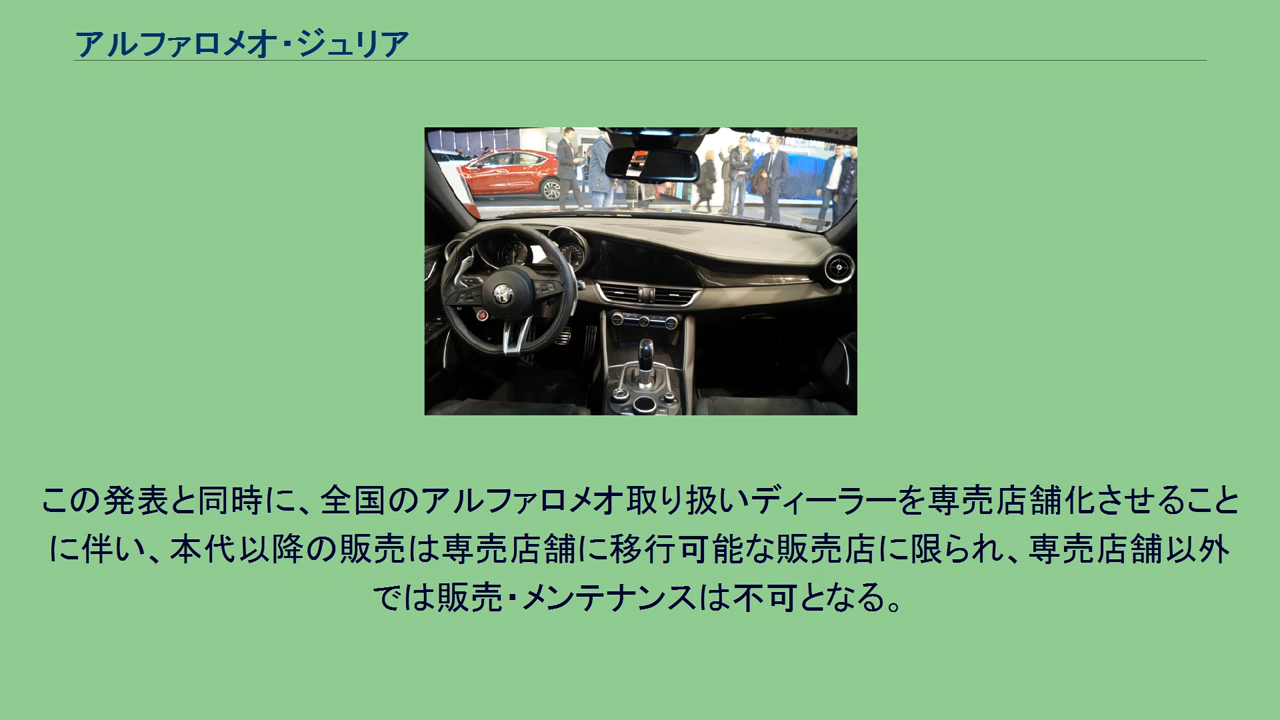 アルファロメオ・ジュリア
この発表と同時に、全国のアルファロメオ取り扱いディーラーを専売店舗化させること
に伴い、本代以降の販売は専売店舗に移行可能な販売店に限られ、専売店舗以外
では販売・メンテナンスは不可となる。